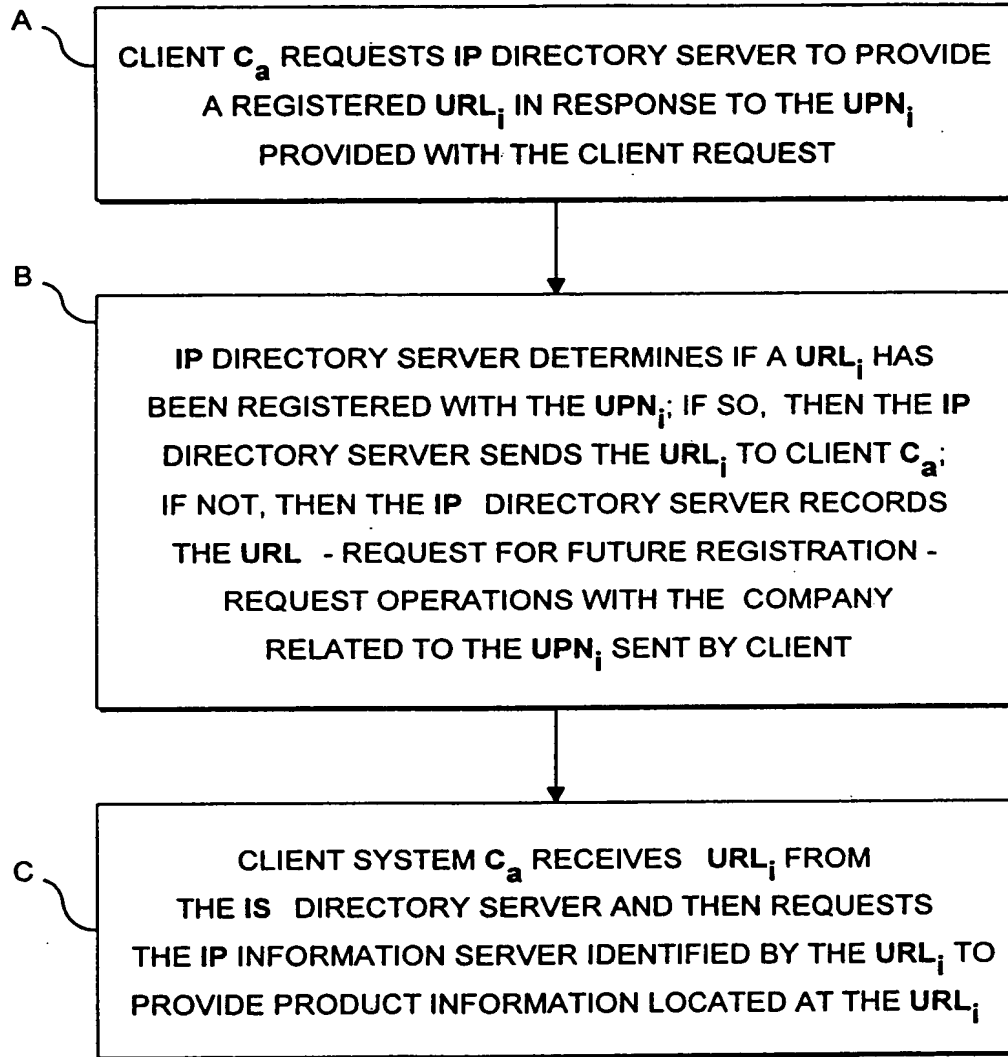 A
CLIENT Ca REQUESTS IP DIRECTORY SERVER TO PROVIDE
A REGISTERED URLi IN RESPONSE TO THE UPNi
PROVIDED WITH THE CLIENT REQUEST
B
IP DIRECTORY SERVER DETERMINES IF A URLi HAS
BEEN REGISTERED WITH THE UPNi; IF SO, THEN THE IP
DIRECTORY SERVER SENDS THE URLi TO CLIENT Ca;
IF NOT, THEN THE IP DIRECTORY SERVER RECORDS
THE URL - REQUEST FOR FUTURE REGISTRATION -
REQUEST OPERATIONS WITH THE COMPANY
RELATED TO THE UPNi SENT BY CLIENT
C
CLIENT SYSTEM Ca RECEIVES URLi FROM
THE IS DIRECTORY SERVER AND THEN REQUESTS
THE IP INFORMATION SERVER IDENTIFIED BY THE URLi TO
PROVIDE PRODUCT INFORMATION LOCATED AT THE URLi